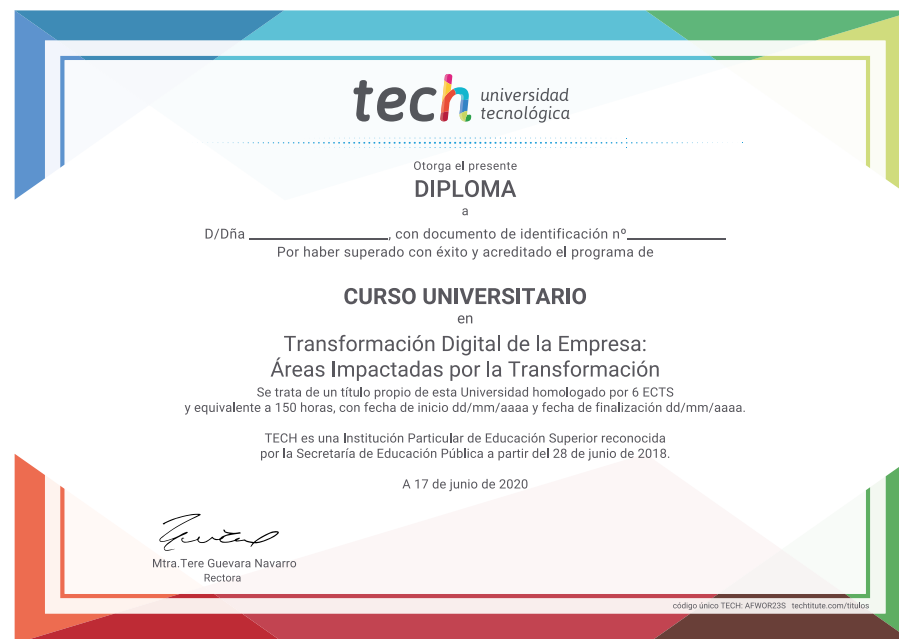 tech universidad
tecnológica
Otorga el presente
DIPLOMA
a
D/Dña ____________________, con documento de identificación nº______________
Por haber superado con éxito y acreditado el programa de
CURSO UNIVERSITARIO
en
Transformación Digital de la Empresa:
Áreas Impactadas por la Transformación
Se trata de un título propio de esta Universidad homologado por 6 ECTS
y equivalente a 150 horas, con fecha de inicio dd/mm/aaaa y fecha de finalización dd/mm/aaaa.
TECH es una Institución Particular de Educación Superior reconocida
por la Secretaría de Educación Pública a partir del 28 de junio de 2018.
A 17 de junio de 2020
Mtra.Tere Guevara Navarro
Rectora
código único TECH: AFWOR23S techtitute.com/titulos